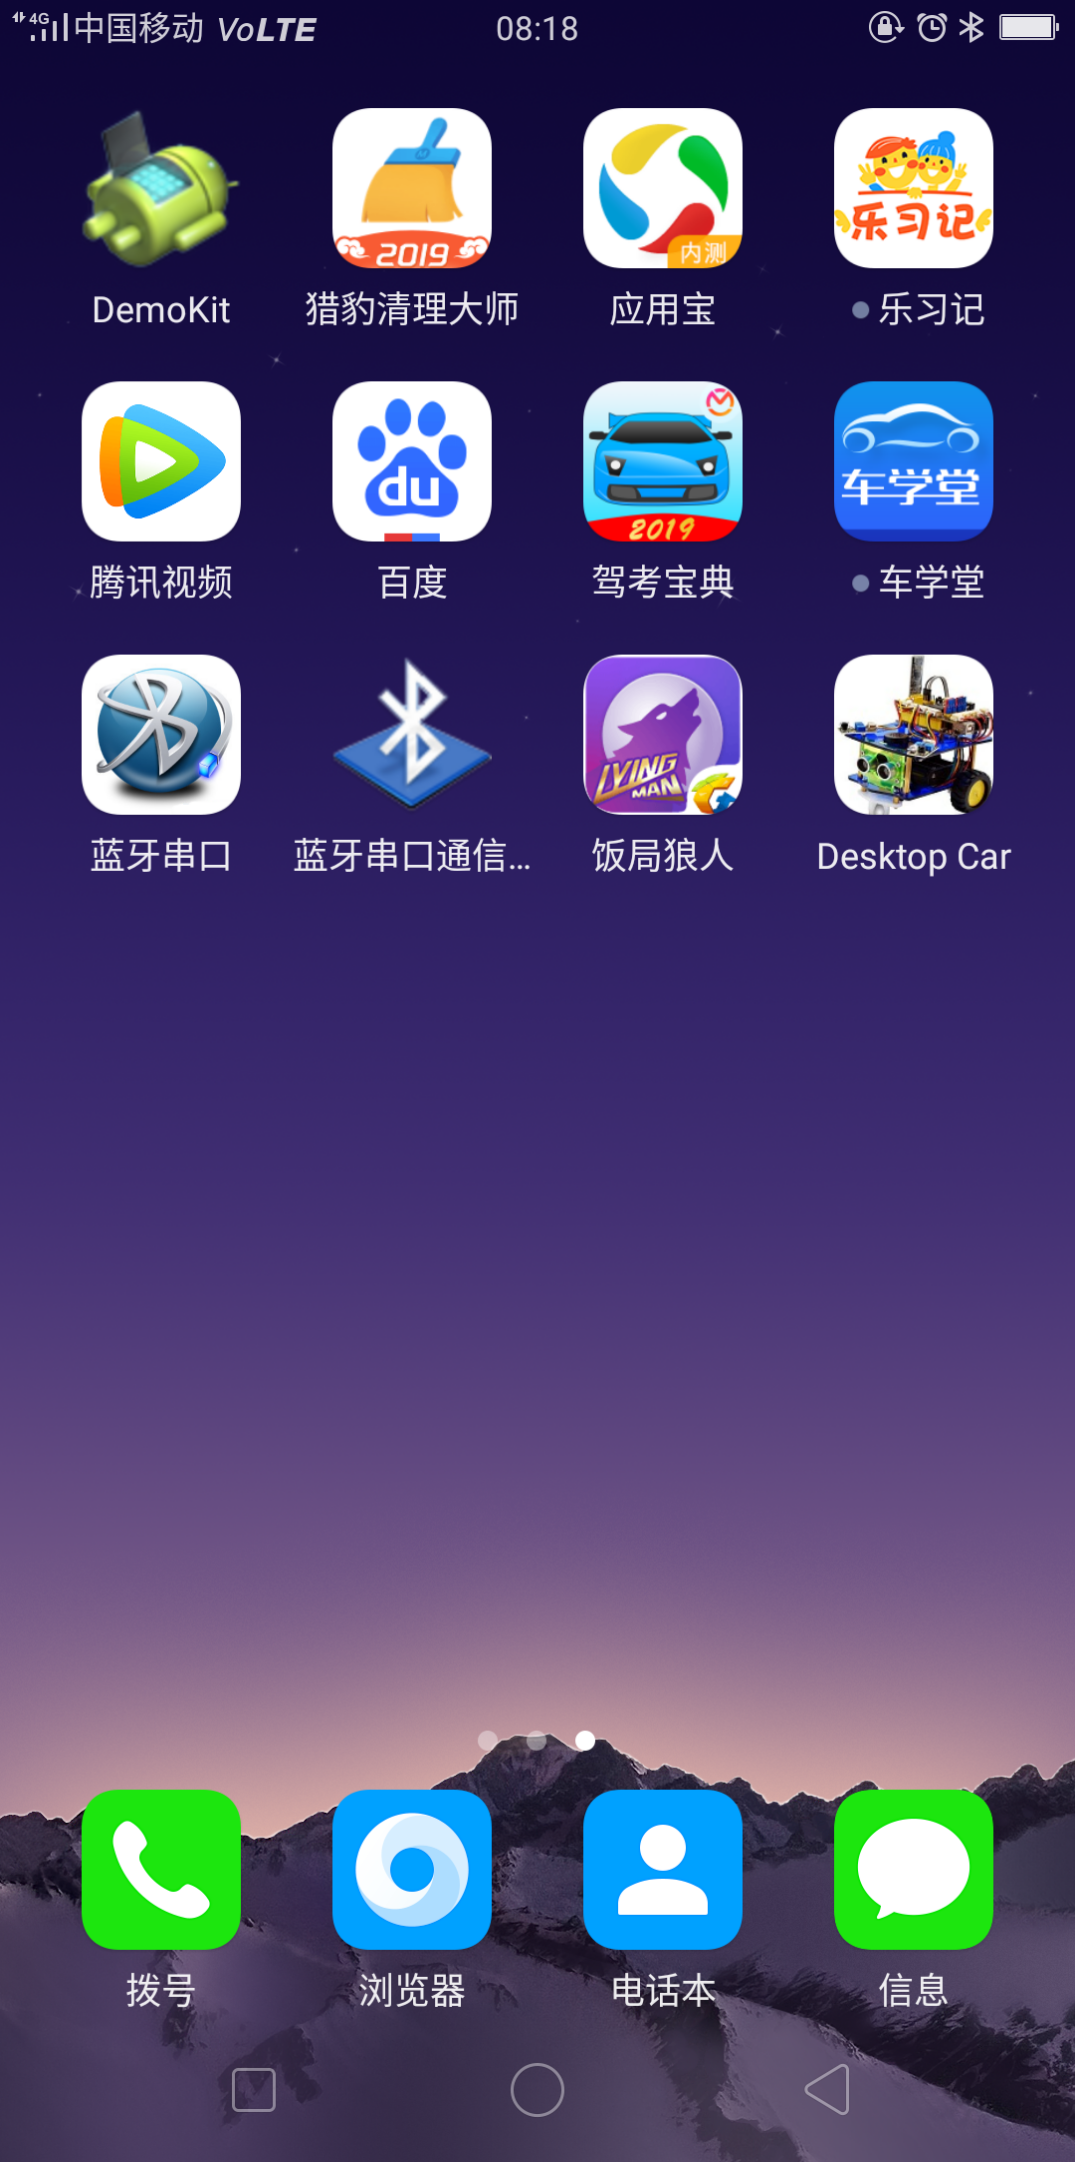 4G 中国移动 VoLTE 08:18
2019
内测
乐习记
DemoKit
猎豹清理大师
应用宝
乐习记
du
2019
车学堂
腾讯视频
百度
驾考宝典
车学堂
LYING
MAN
蓝牙串口
蓝牙串口通信...
饭局狼人
Desktop Car
拨号
浏览器
电话本
信息